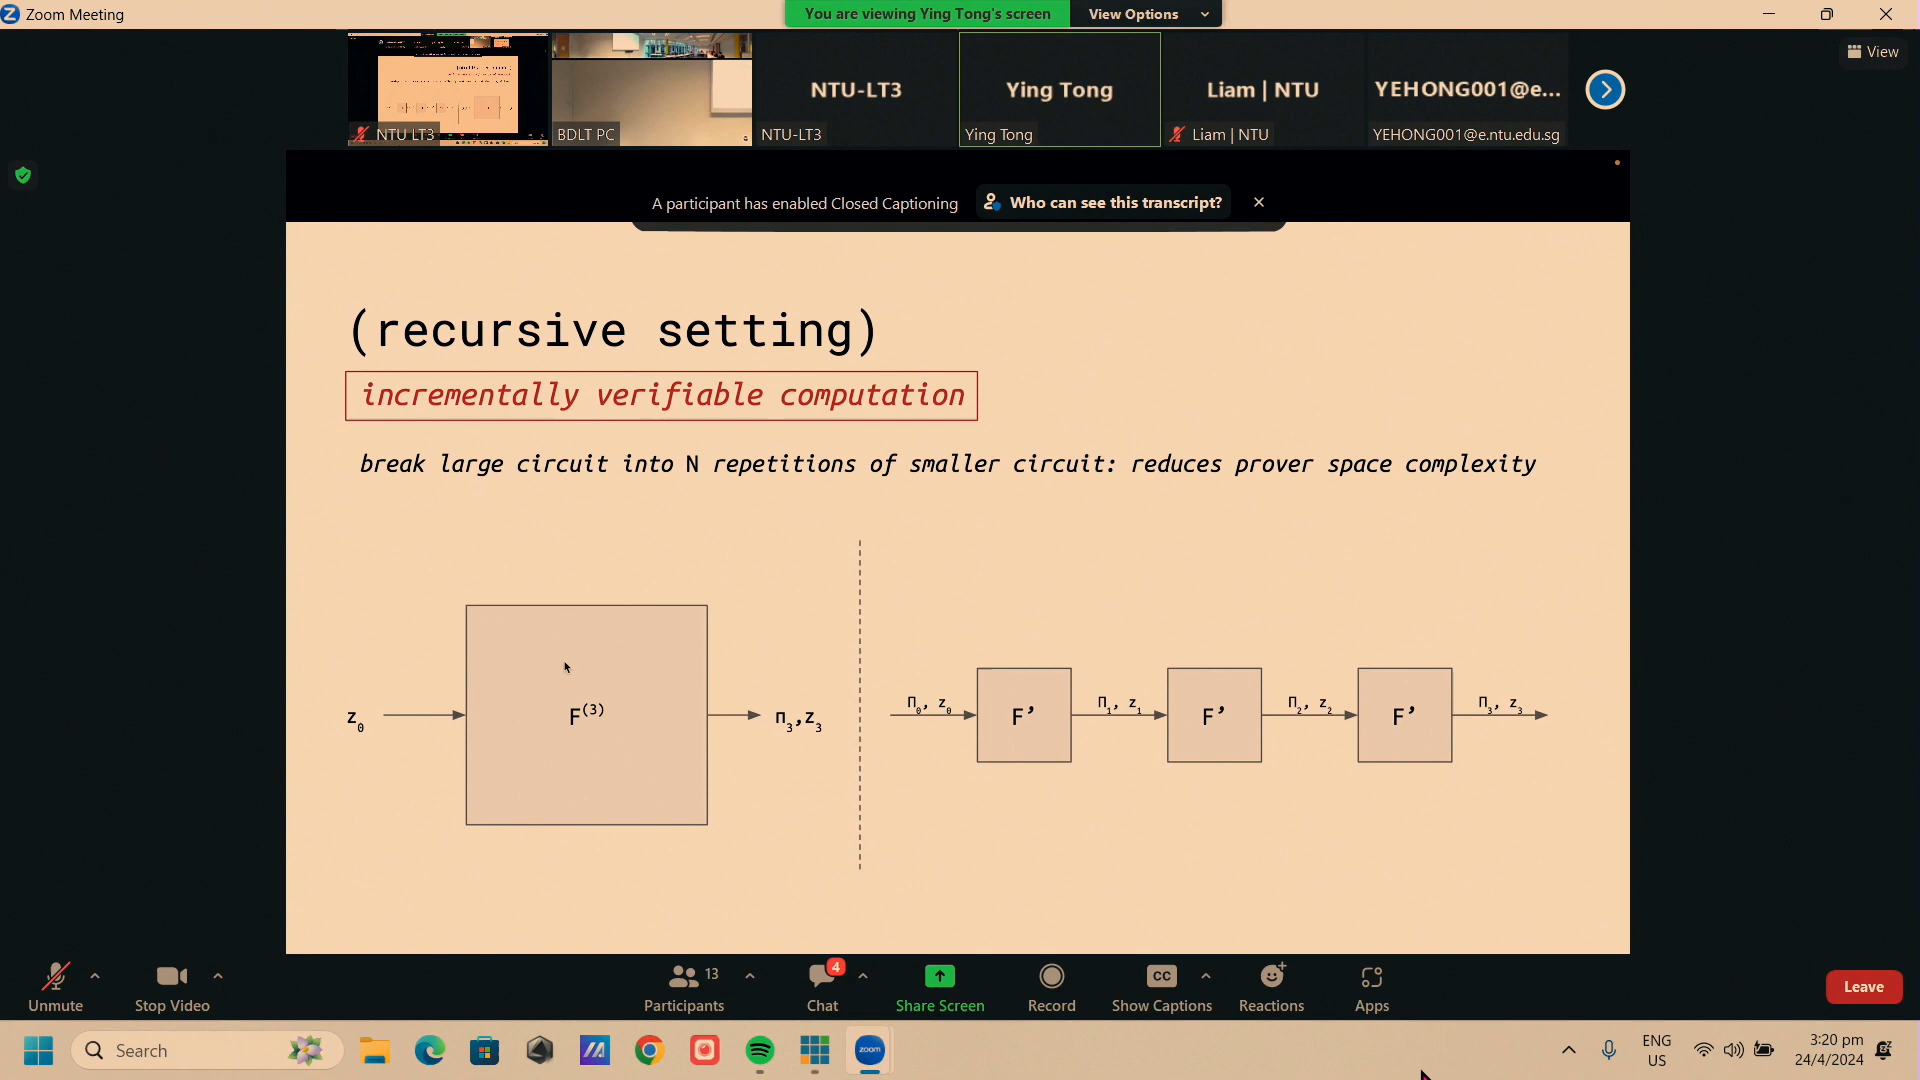 Zoom Meeting
You are viewing Ying Tong's screen
View Options
View
NTU LT3
BDLT PC
NTU-LT3
NTU-LT3
Ying Tong
Ying Tong
Liam | NTU
Liam | NTU
YEHONG001@e...
YEHONG001@e.ntu.edu.sg
A participant has enabled Closed Captioning
Who can see this transcript?
(recursive setting)
incrementally verifiable computation
break large circuit into N repetitions of smaller circuit: reduces prover space complexity
z₀
F⁽³⁾
Π₃,z₃
Π₀, z₀
F’
Π₁, z₁
F’
Π₂, z₂
F’
Π₃, z₃
Unmute
Stop Video
13
Participants
4
Chat
Share Screen
Record
CC
Show Captions
Reactions
Apps
Leave
Search
zoom
ENG
US
3:20 pm
24/4/2024